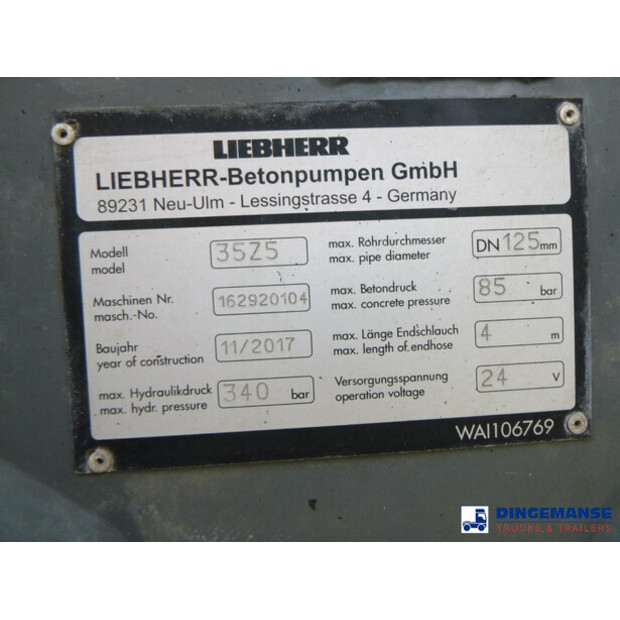 LIEBHERR
LIEBHERR-Betonpumpen GmbH
89231 Neu-Ulm - Lessingstrasse 4 - Germany
Modell
model
35Z5
Maschinen Nr.
masch.-No.
162920104
Baujahr
year of construction
11/2017
max. Hydraulikdruck
max. hydr. pressure
340 bar
max. Rohrdurchmesser
max. pipe diameter
DN 125 mm
max. Betondruck
max. concrete pressure
85 bar
max. Länge Endschlauch
max. length of endhose
4 m
Versorgungsspannung
operation voltage
24 V
WAI106769
DINGEMANSE
TRUCKS & TRAILERS